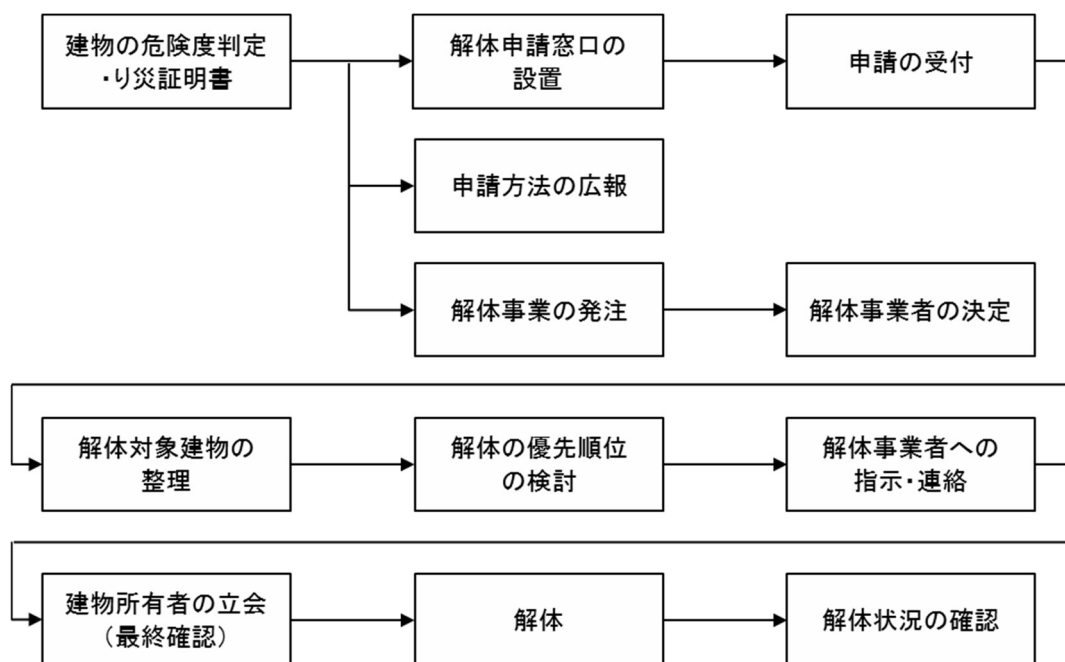 建物の危険度判定
・り災証明書
解体申請窓口の
設置
申請の受付
申請方法の広報
解体事業の発注
解体事業者の決定
解体対象建物の
整理
解体の優先順位
の検討
解体事業者への
指示・連絡
建物所有者の立会
（最終確認）
解体
解体状況の確認